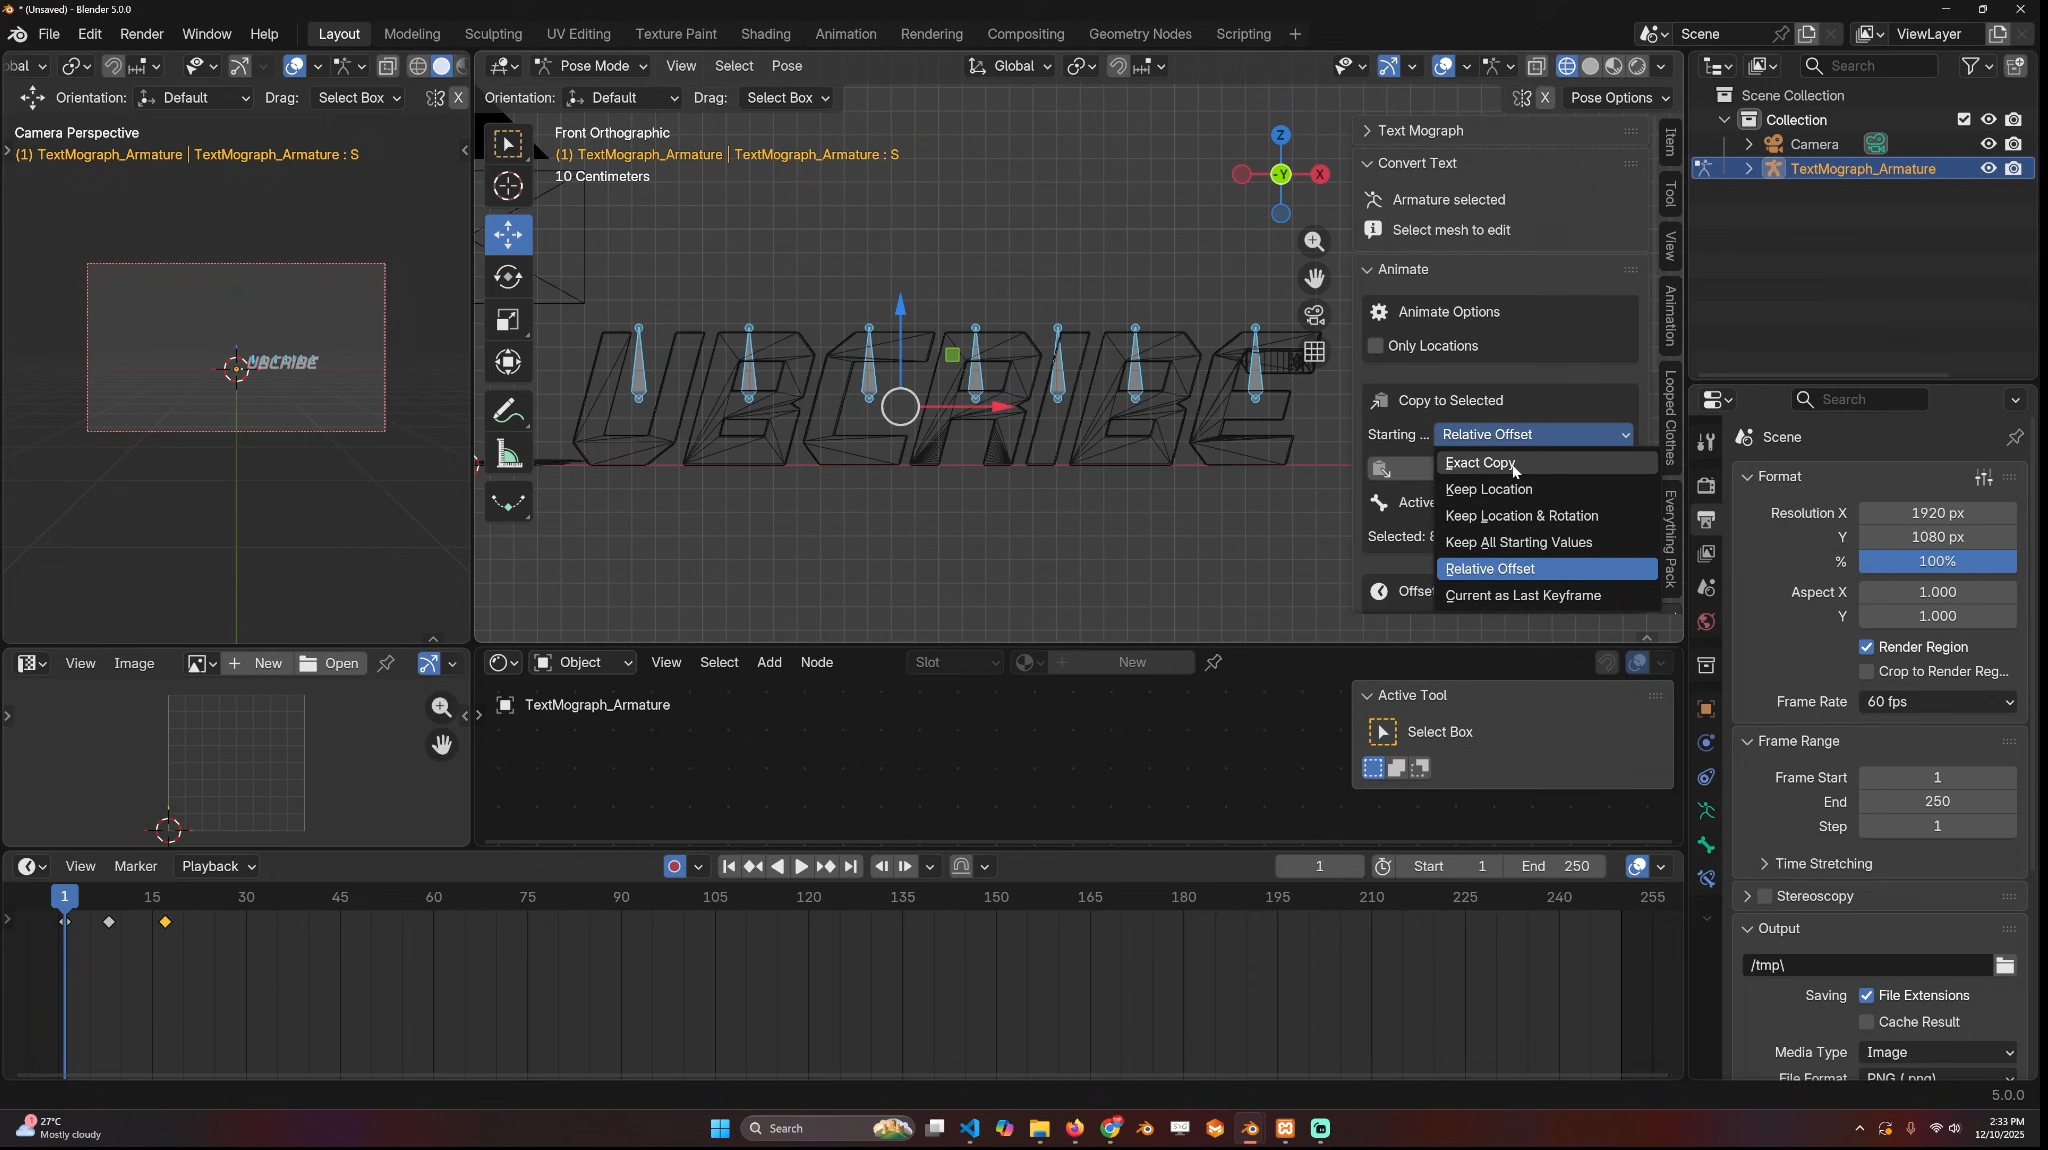 * (Unsaved) - Blender 5.0.0
File Edit Render Window Help
Layout Modeling Sculpting UV Editing Texture Paint Shading Animation Rendering Compositing Geometry Nodes Scripting
Scene
ViewLayer
Pose Mode View Select Pose
Global
Search
Orientation: Default Drag: Select Box X
Orientation: Default Drag: Select Box
X Pose Options
Camera Perspective
(1) TextMograph_Armature | TextMograph_Armature : S
UBCRIBE
Front Orthographic
(1) TextMograph_Armature | TextMograph_Armature : S
10 Centimeters
UBCRIBE
Z
-Y
X
Text Mograph
Convert Text
Armature selected
Select mesh to edit
Animate
Animate Options
Only Locations
Copy to Selected
Starting ... Relative Offset
Exact Copy
Keep Location
Keep Location & Rotation
Keep All Starting Values
Relative Offset
Current as Last Keyframe
Active
Selected: 8
Offset
Item
Tool
View
Animation
Looped Clothes
Everything Pack
Scene Collection
Collection
Camera
TextMograph_Armature
Search
Scene
Format
Resolution X 1920 px
Y 1080 px
% 100%
Aspect X 1.000
Y 1.000
Render Region
Crop to Render Reg...
Frame Rate 60 fps
Frame Range
Frame Start 1
End 250
Step 1
Time Stretching
Stereoscopy
Output
/tmp\
Saving File Extensions
Cache Result
Media Type Image
5.0.0
View Image New Open
Object View Select Add Node Slot New
TextMograph_Armature
Active Tool
Select Box
View Marker Playback
1 Start 1 End 250
1 15 30 45 60 75 90 105 120 135 150 165 180 195 210 225 240 255
27°C
Mostly cloudy
Search
2:33 PM
12/10/2025